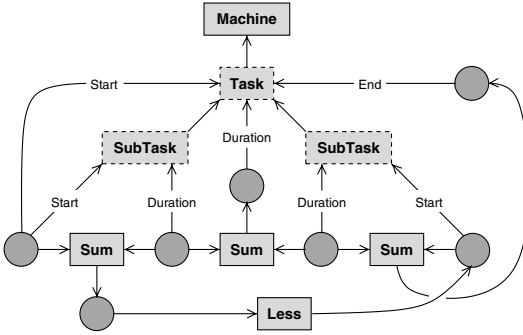 Machine
Start
Task
End
Duration
SubTask
SubTask
Start
Duration
Duration
Start
Sum
Sum
Sum
Less